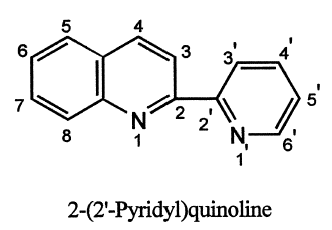 5 4
6 3 3' 4'
7 2 2' 5'
8 N 1 N 1' 6'
2-(2'-Pyridyl)quinoline